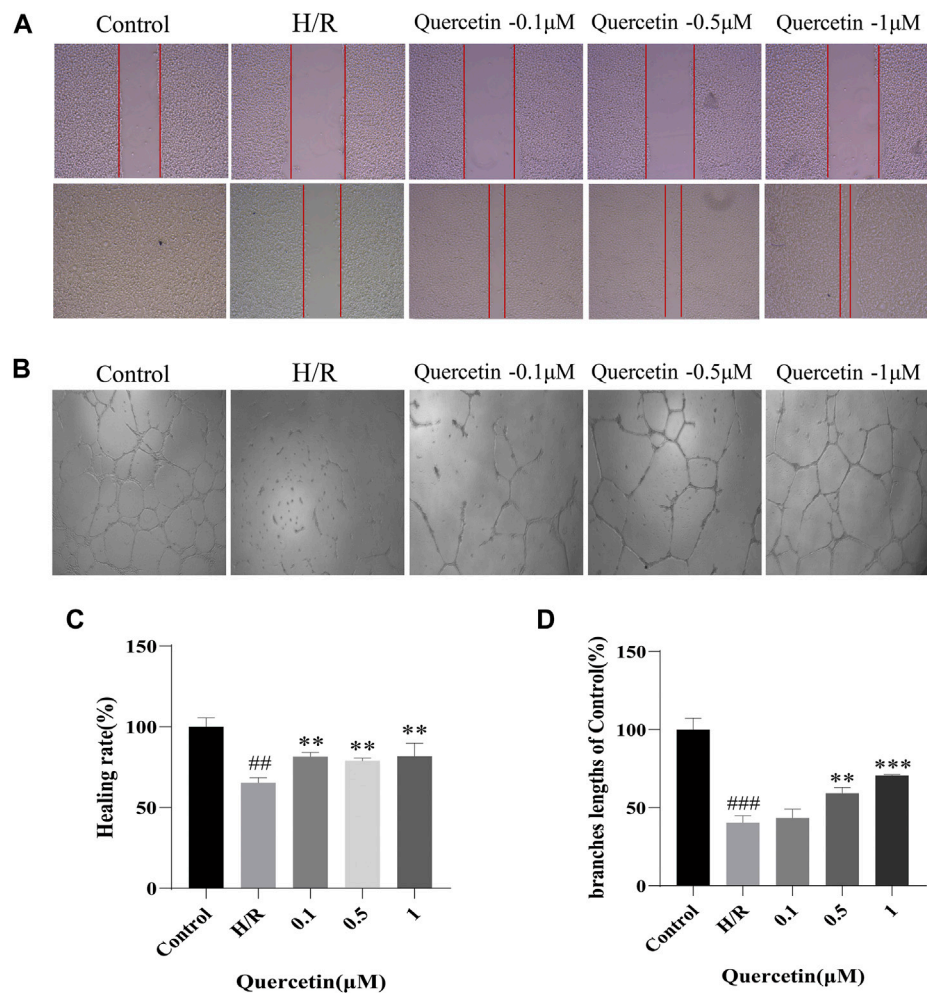 A
Control H/R Quercetin -0.1μM Quercetin -0.5μM Quercetin -1μM
B
Control H/R Quercetin -0.1μM Quercetin -0.5μM Quercetin -1μM
C
Healing rate(%)
150
100
50
0
##
**
**
**
Control H/R 0.1 0.5 1
Quercetin(μM)
D
branches lengths of Control(%)
150
100
50
0
###
**
***
Control H/R 0.1 0.5 1
Quercetin(μM)